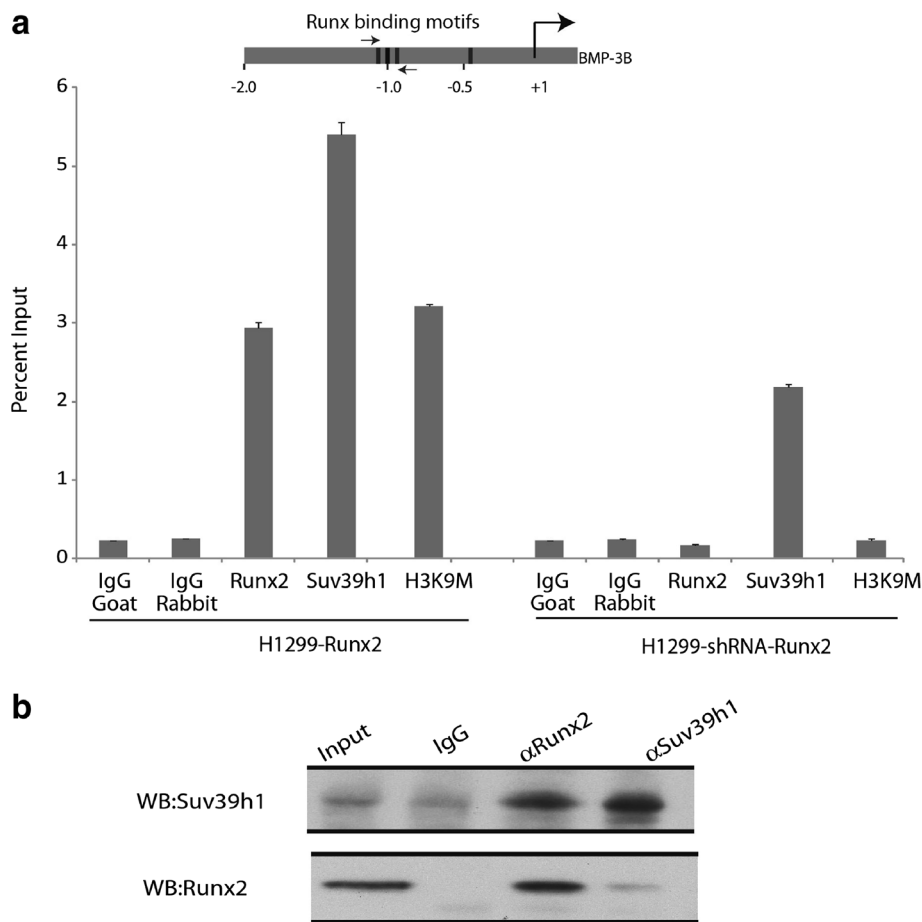 a
Runx binding motifs
BMP-3B
-2.0 -1.0 -0.5 +1
Percent Input
6
5
4
3
2
1
0
IgG Goat IgG Rabbit Runx2 Suv39h1 H3K9M IgG Goat IgG Rabbit Runx2 Suv39h1 H3K9M
H1299-Runx2 H1299-shRNA-Runx2
b
Input IgG αRunx2 αSuv39h1
WB:Suv39h1
WB:Runx2